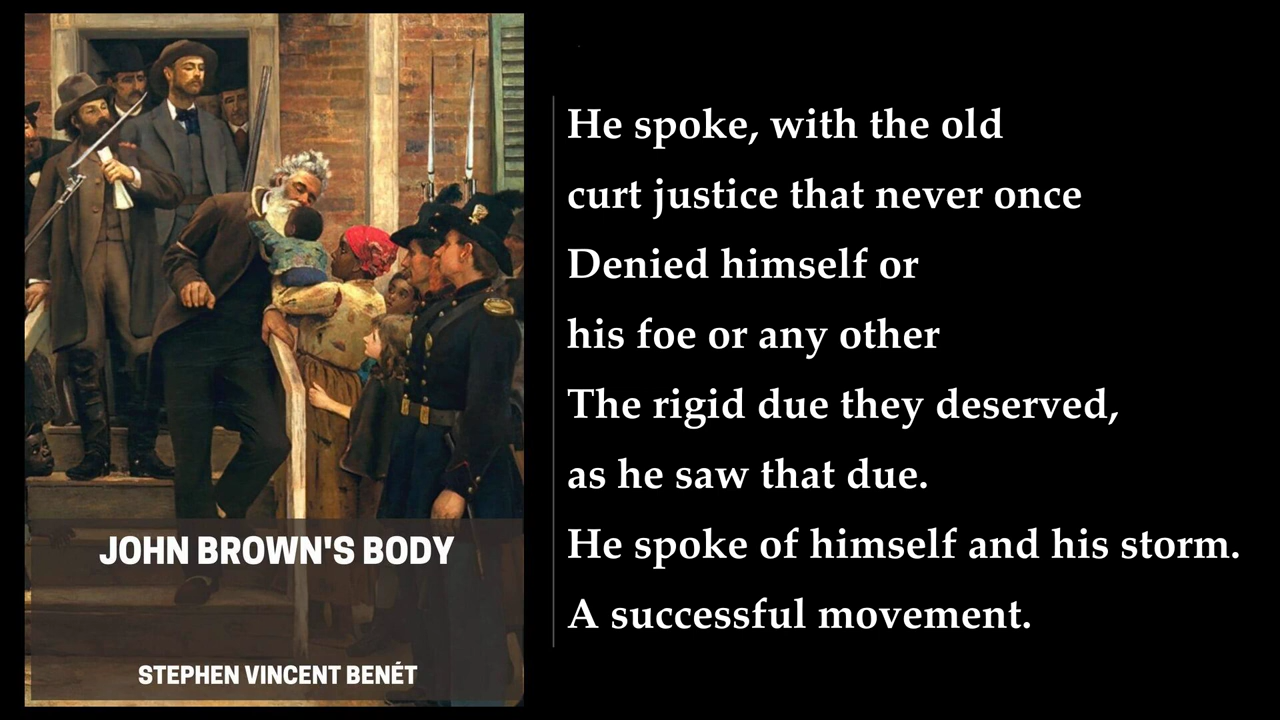 JOHN BROWN'S BODY
STEPHEN VINCENT BENÉT
He spoke, with the old
curt justice that never once
Denied himself or
his foe or any other
The rigid due they deserved,
as he saw that due.
He spoke of himself and his storm.
A successful movement.